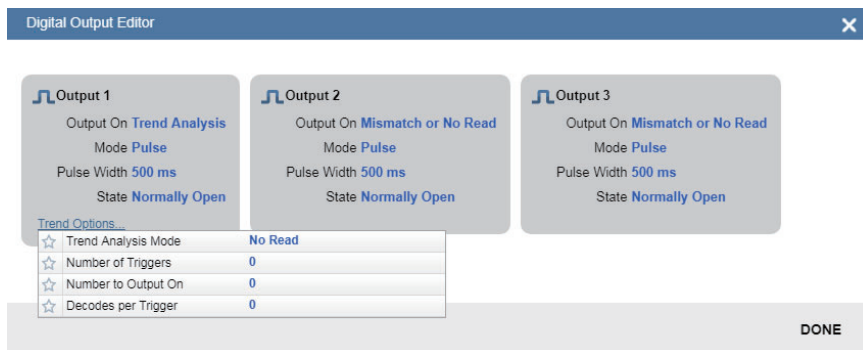 Digital Output Editor
Output 1
Output On Trend Analysis
Mode Pulse
Pulse Width 500 ms
State Normally Open
Trend Options...
Trend Analysis Mode No Read
Number of Triggers 0
Number to Output On 0
Decodes per Trigger 0
Output 2
Output On Mismatch or No Read
Mode Pulse
Pulse Width 500 ms
State Normally Open
Output 3
Output On Mismatch or No Read
Mode Pulse
Pulse Width 500 ms
State Normally Open
DONE